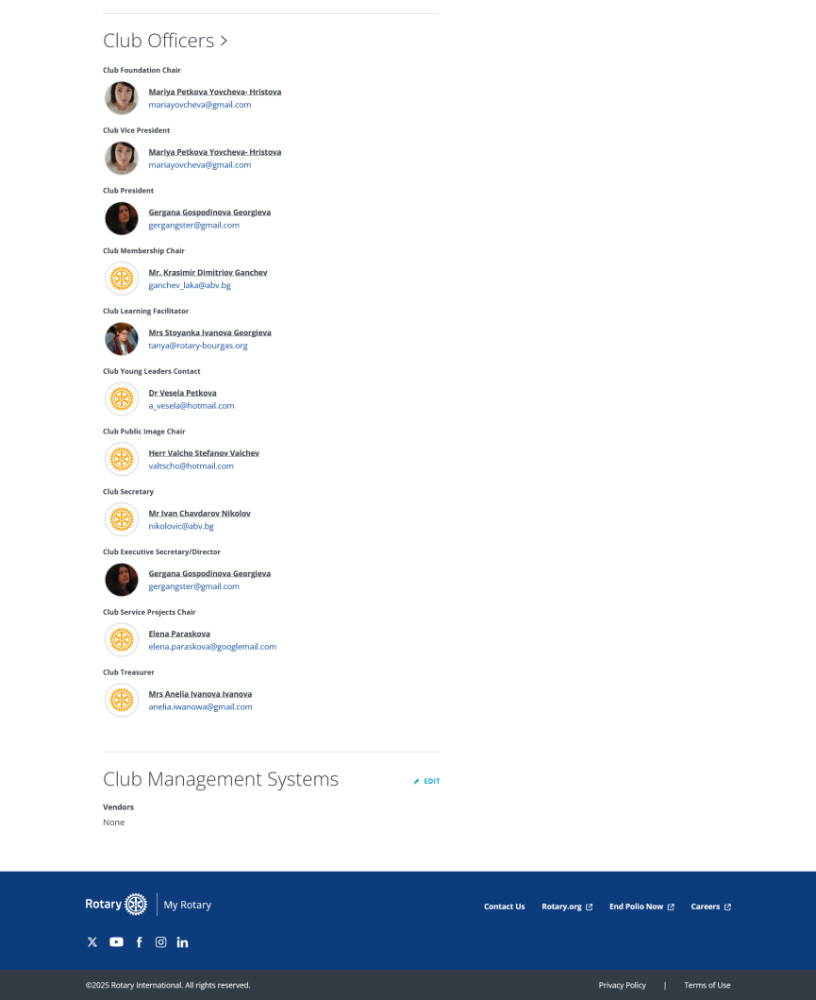 Club Officers >
Club Foundation Chair
Mariya Petkova Yovcheva- Hristova
mariayovcheva@gmail.com
Club Vice President
Mariya Petkova Yovcheva- Hristova
mariayovcheva@gmail.com
Club President
Gergana Gospodinova Georgieva
gergangster@gmail.com
Club Membership Chair
Mr. Krasimir Dimitriov Ganchev
ganchev_laka@abv.bg
Club Learning Facilitator
Mrs Stoyanka Ivanova Georgieva
tanya@rotary-bourgas.org
Club Young Leaders Contact
Dr Vesela Petkova
a_vesela@hotmail.com
Club Public Image Chair
Herr Valcho Stefanov Valchev
valtscho@hotmail.com
Club Secretary
Mr Ivan Chavdarov Nikolov
nikolovic@abv.bg
Club Executive Secretary/Director
Gergana Gospodinova Georgieva
gergangster@gmail.com
Club Service Projects Chair
Elena Paraskova
elena.paraskova@googlemail.com
Club Treasurer
Mrs Anelia Ivanova Ivanova
anelia.iwanowa@gmail.com
Club Management Systems
EDIT
Vendors
None
Rotary | My Rotary
Contact Us Rotary.org End Polio Now Careers
©2025 Rotary International. All rights reserved.
Privacy Policy | Terms of Use